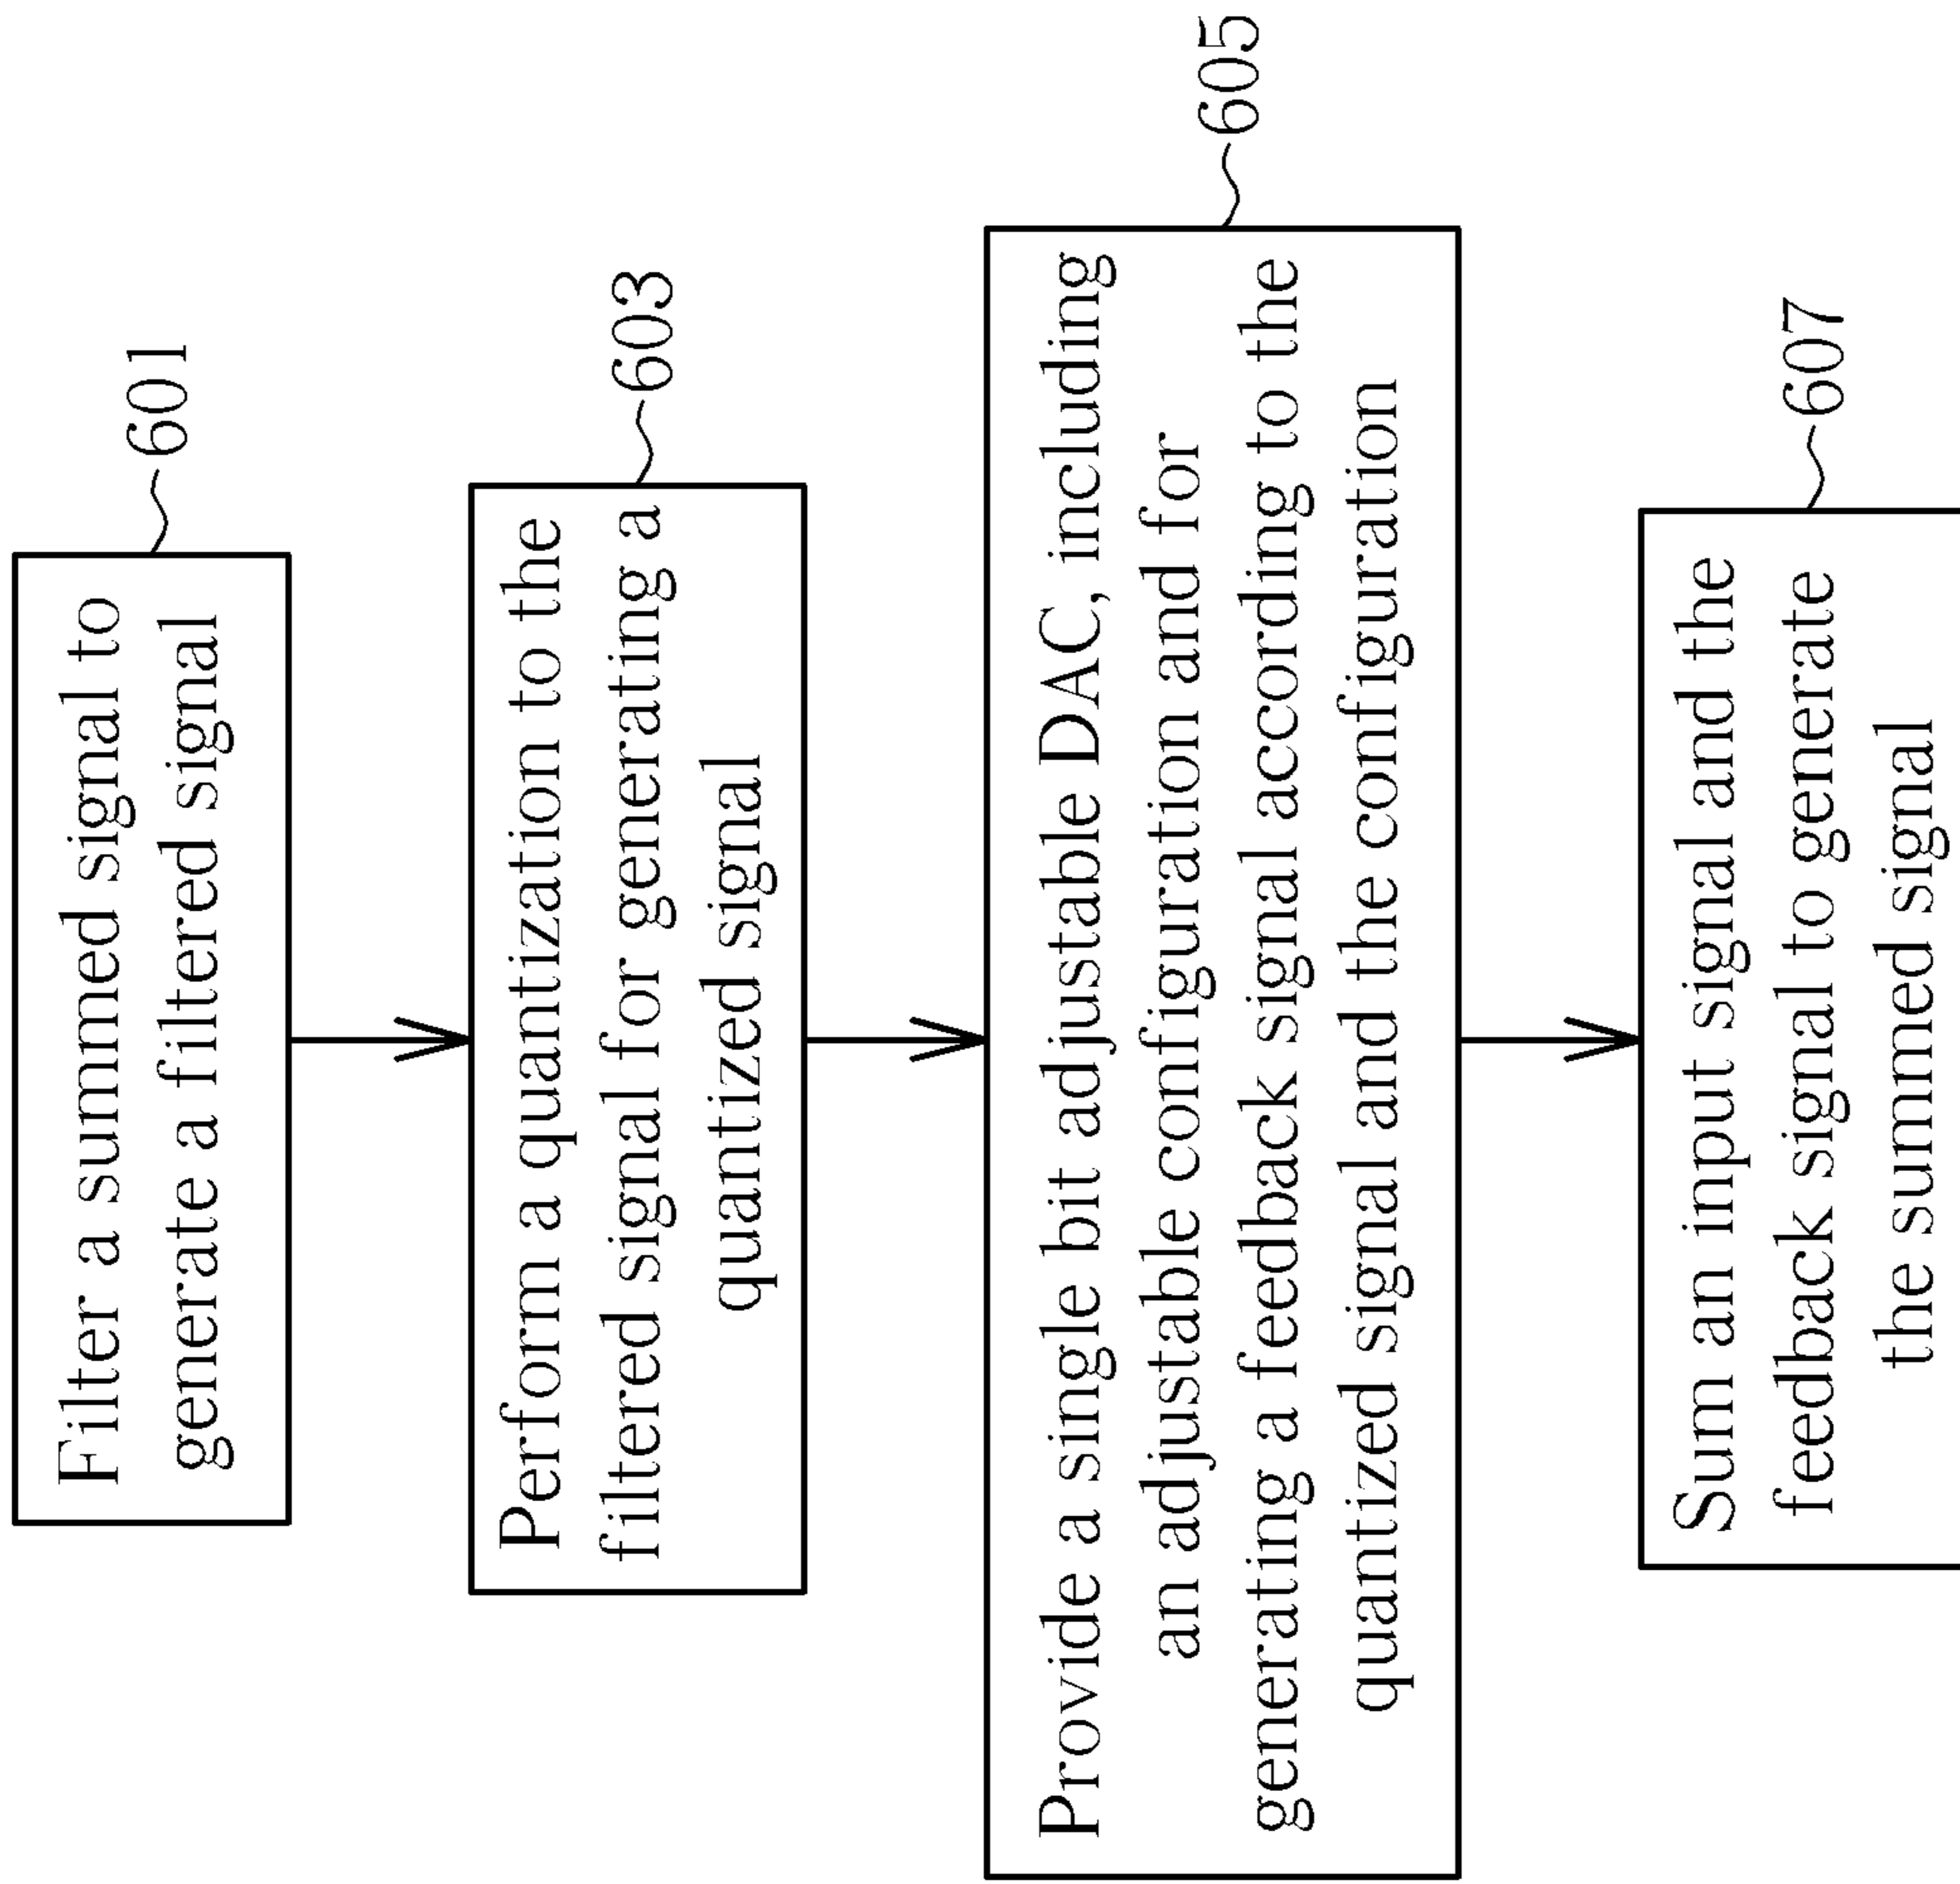 Filter a summed signal to
generate a filtered signal
601
Perform a quantization to the
filtered signal for generating a
quantized signal
603
Provide a single bit adjustable DAC, including
an adjustable configuration and for
generating a feedback signal according to the
quantized signal and the configuration
605
Sum an input signal and the
feedback signal to generate
the summed signal
607